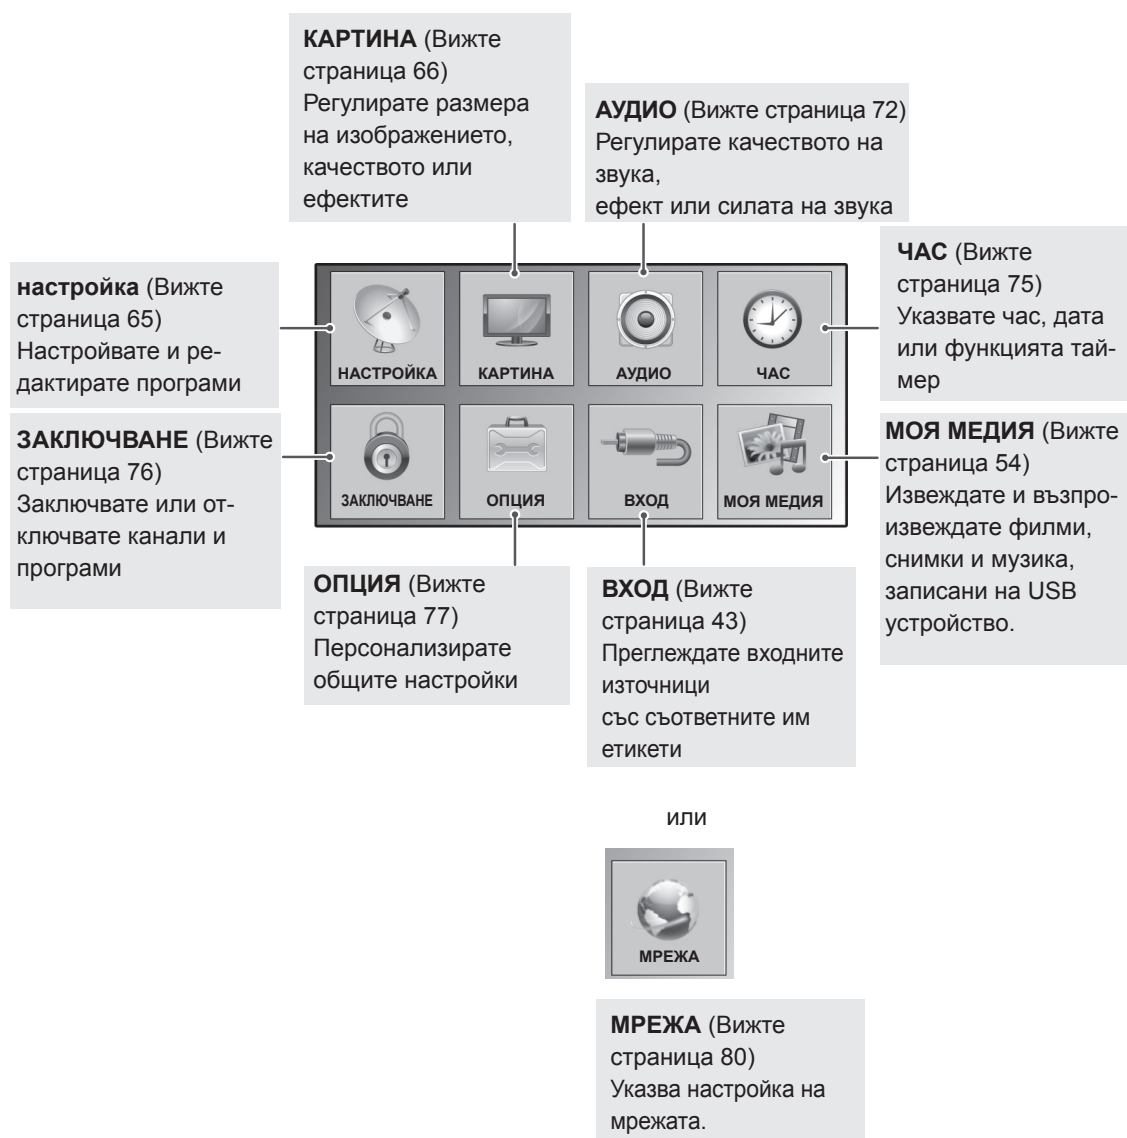 КАРТИНА (Вижте
страница 66)
Регулирате размера
на изображението,
качеството или
ефектите
АУДИО (Вижте страница 72)
Регулирате качеството на
звука,
ефект или силата на звука
настройка (Вижте
страница 65)
Настройвате и ре-
дактирате програми
ЧАС (Вижте
страница 75)
Указвате час, дата
или функцията тай-
мер
НАСТРОЙКА
КАРТИНА
АУДИО
ЧАС
ЗАКЛЮЧВАНЕ (Вижте
страница 76)
Заключвате или от-
ключвате канали и
програми
ЗАКЛЮЧВАНЕ
ОПЦИЯ
ВХОД
МОЯ МЕДИЯ
МОЯ МЕДИЯ (Вижте
страница 54)
Извеждате и възпро-
извеждате филми,
снимки и музика,
записани на USB
устройство.
ОПЦИЯ (Вижте
страница 77)
Персонализирате
общите настройки
ВХОД (Вижте
страница 43)
Преглеждате входните
източници
със съответните им
етикети
или
МРЕЖА
МРЕЖА (Вижте
страница 80)
Указва настройка на
мрежата.